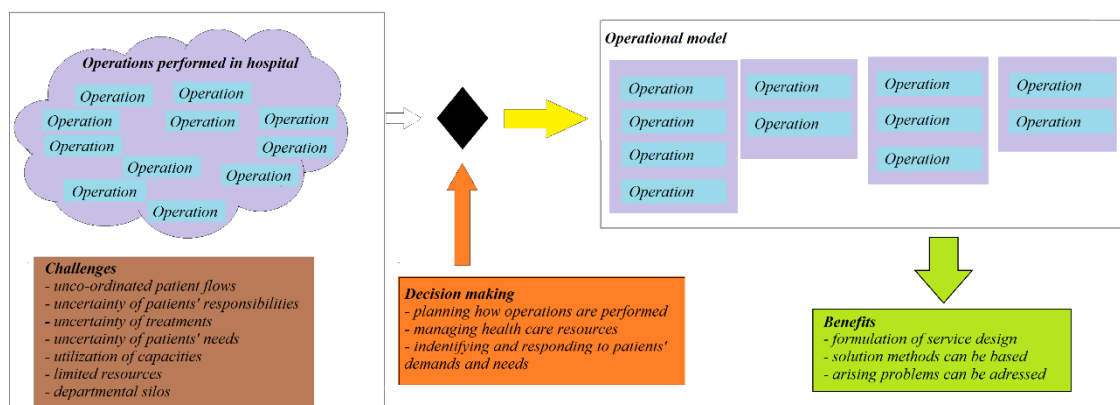 Operations performed in hospital
Operation
Operation
Operation
Operation
Operation
Operation
Operation
Operation
Operation
Operation
Operation
Challenges
- unco-ordinated patient flows
- uncertainty of patients' responsibilities
- uncertainty of treatments
- uncertainty of patients' needs
- utilization of capacities
- limited resources
- departmental silos
Decision making
- planning how operations are performed
- managing health care resources
- indentifying and responding to patients'
demands and needs
Operational model
Operation
Operation
Operation
Operation
Operation
Operation
Operation
Operation
Operation
Operation
Operation
Benefits
- formulation of service design
- solution methods can be based
- arising problems can be adressed